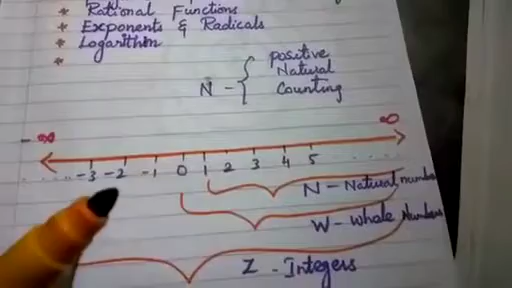 * Rational Functions
* Exponents & Radicals
* Logarithm
*
N - { positive
Natural
Counting
-∞ ∞
..... -3 -2 -1 0 1 2 3 4 5 .....
N - Natural numbers
W - Whole Numbers
Z - Integers